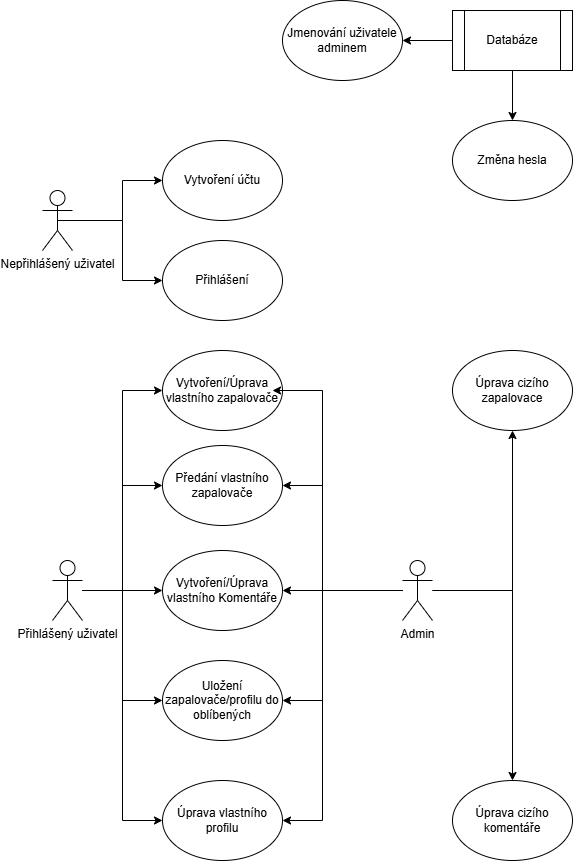 Jmenování uživatele
adminem
Databáze
Změna hesla
Vytvoření účtu
Nepřihlášený uživatel
Přihlášení
Vytvoření/Úprava
vlastního zapalovače
Úprava cizího
zapalovace
Předání vlastního
zapalovače
Vytvoření/Úprava
vlastního Komentáře
Přihlášený uživatel
Admin
Uložení
zapalovače/profilu do
oblíbených
Úprava vlastního
profilu
Úprava cizího
komentáře